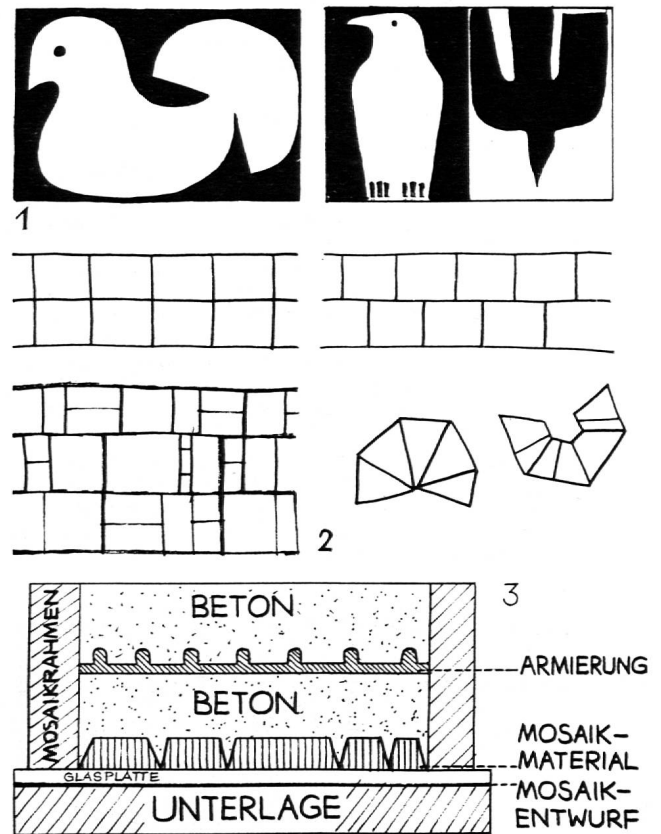 1
2
3
MOSAIKRAHMEN
BETON
ARMIERUNG
BETON
MOSAIK-
MATERIAL
GLASPLATTE
MOSAIK-
ENTWURF
UNTERLAGE